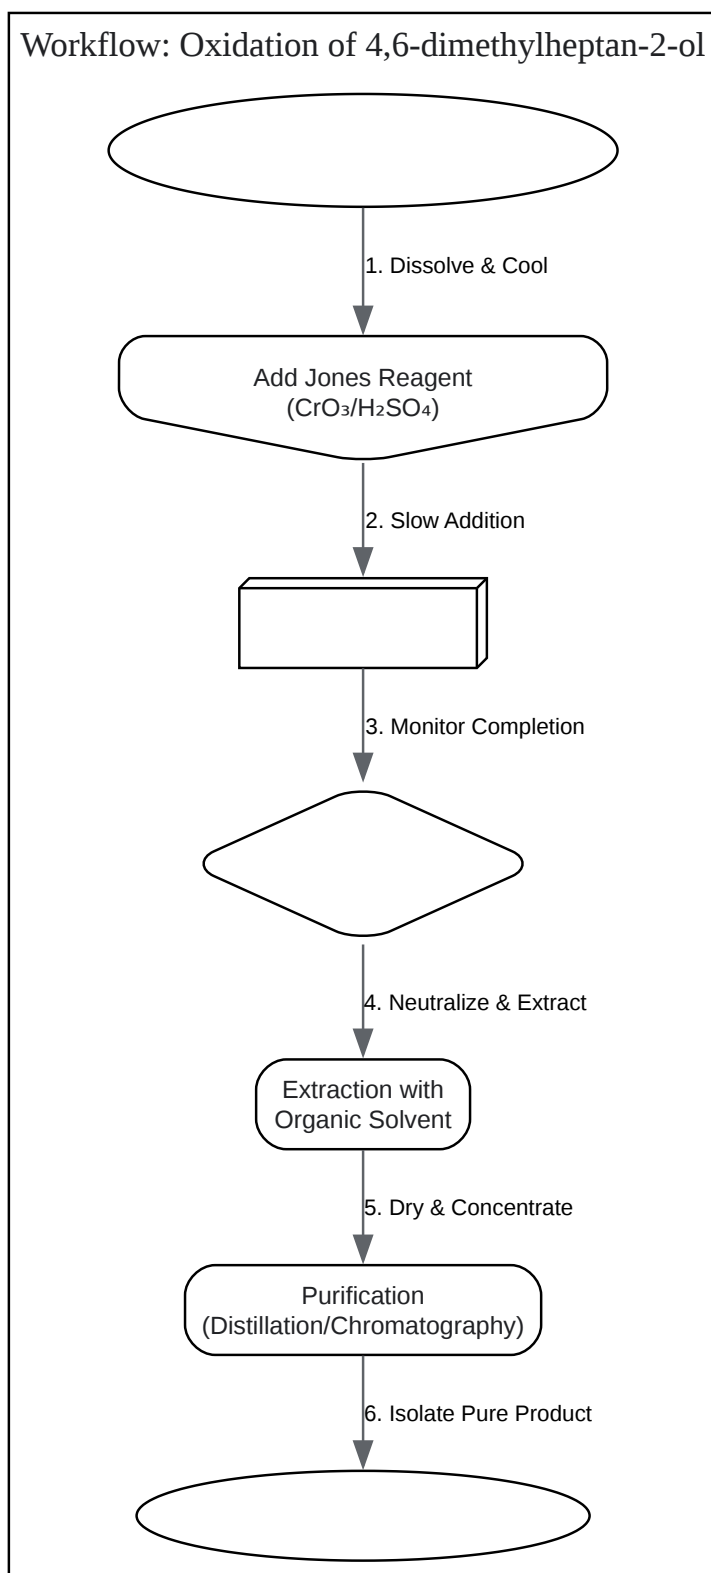 Workflow: Oxidation of 4,6-dimethylheptan-2-ol
1. Dissolve & Cool
Add Jones Reagent
(CrO₃/H₂SO₄)
2. Slow Addition
3. Monitor Completion
4. Neutralize & Extract
Extraction with
Organic Solvent
5. Dry & Concentrate
Purification
(Distillation/Chromatography)
6. Isolate Pure Product